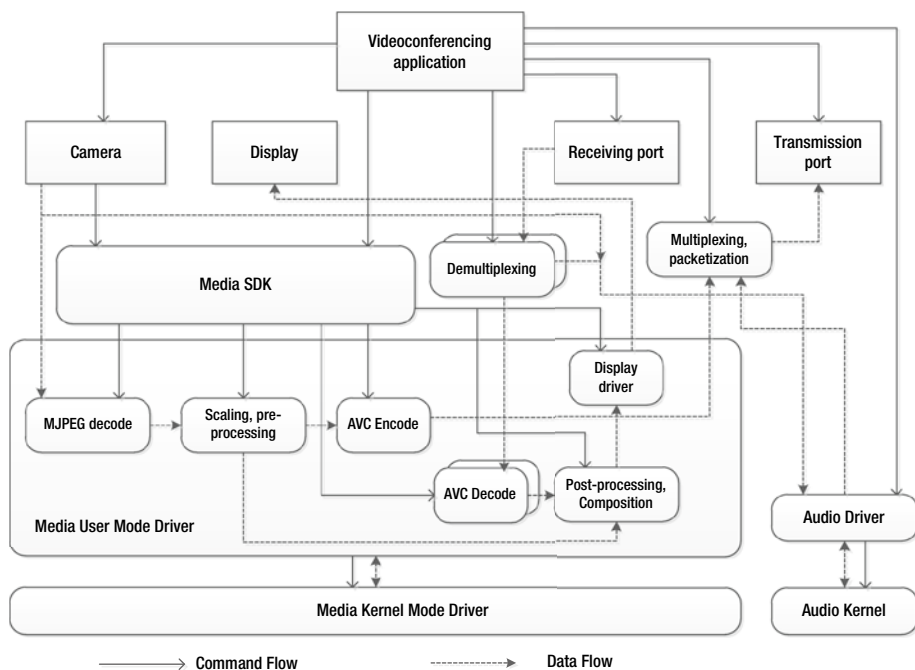 Videoconferencing
application
Camera
Display
Receiving port
Transmission
port
Multiplexing,
packetization
Demultiplexing
Media SDK
Display
driver
MJPEG decode
Scaling, pre-
processing
AVC Encode
AVC Decode
Post-processing,
Composition
Media User Mode Driver
Audio Driver
Media Kernel Mode Driver
Audio Kernel
Command Flow
Data Flow